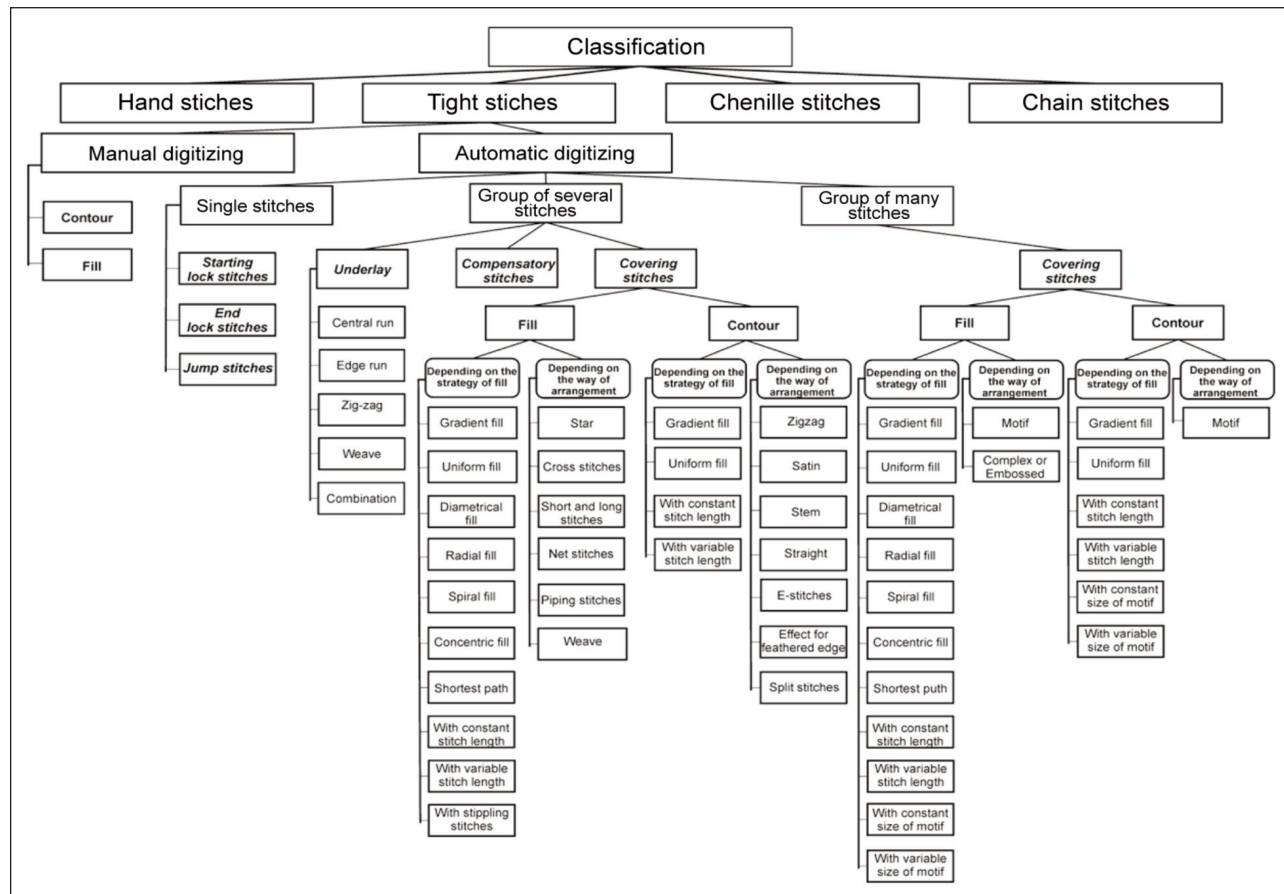 Classification
Hand stiches
Tight stiches
Chenille stitches
Chain stitches
Manual digitizing
Automatic digitizing
Contour
Fill
Single stitches
Group of several
stitches
Group of many
stitches
Starting
lock stitches
End
lock stitches
Jump stitches
Underlay
Compensatory
stitches
Covering
stitches
Central run
Edge run
Zig-zag
Weave
Combination
Fill
Contour
Depending on the
strategy of fill
Gradient fill
Uniform fill
Diametrical
fill
Radial fill
Spiral fill
Concentric fill
Shortest path
With constant
stitch length
With variable
stitch length
With stippling
stitches
Depending on
the way of
arrangement
Star
Cross stitches
Short and long
stitches
Net stitches
Piping stitches
Weave
Depending on the
strategy of fill
Gradient fill
Uniform fill
With constant
stitch length
With variable
stitch length
Depending on
the way of
arrangement
Zigzag
Satin
Stem
Straight
E-stitches
Effect for
feathered edge
Split stitches
Covering
stitches
Fill
Contour
Depending on the
strategy of fill
Gradient fill
Uniform fill
Diametrical
fill
Radial fill
Spiral fill
Concentric fill
Shortest puth
With constant
stitch length
With variable
stitch length
With constant
size of motif
With variable
size of motif
Depending on
the way of
arrangement
Motif
Complex or
Embossed
Depending on the
strategy of fill
Gradient fill
Uniform fill
With constant
stitch length
With variable
stitch length
With constant
size of motif
With variable
size of motif
Depending on
the way of
arrangement
Motif